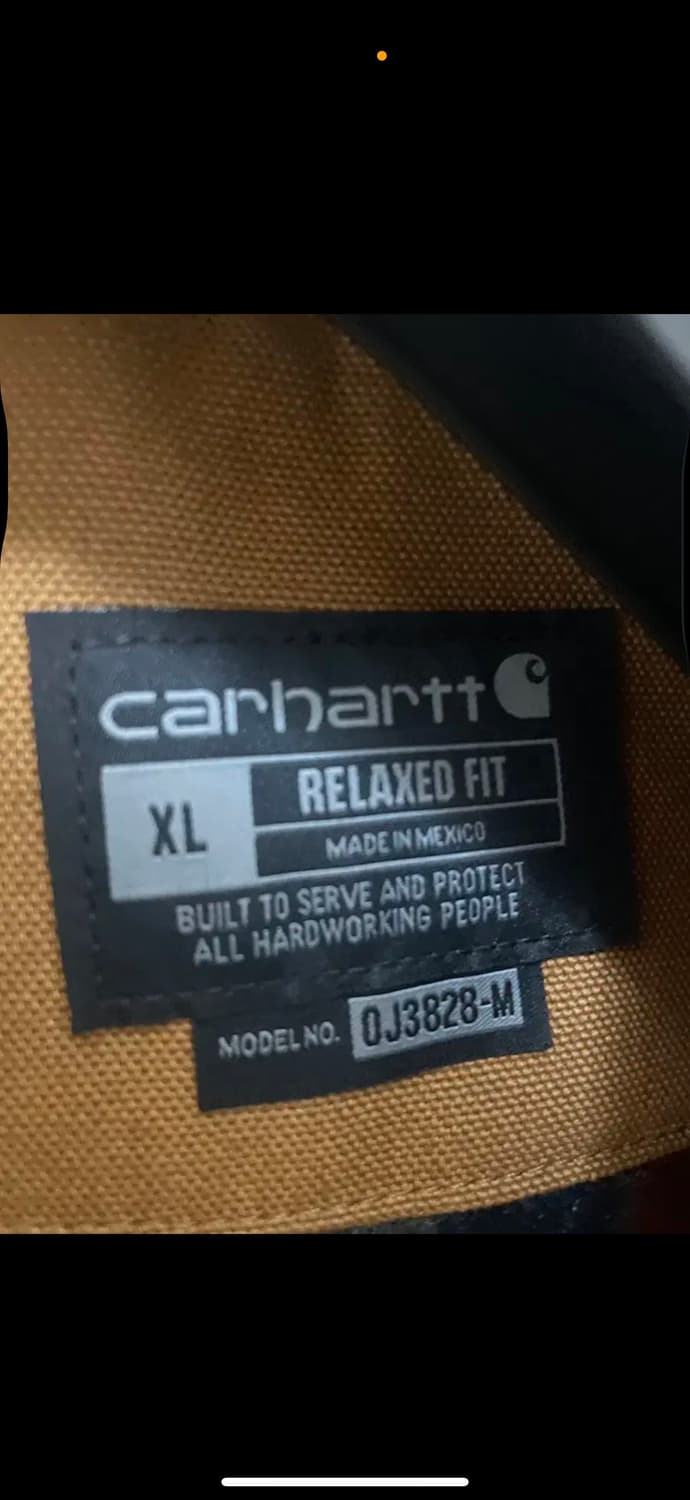 carhartt
XL
RELAXED FIT
MADE IN MEXICO
BUILT TO SERVE AND PROTECT
ALL HARDWORKING PEOPLE
MODEL NO. OJ3828-M